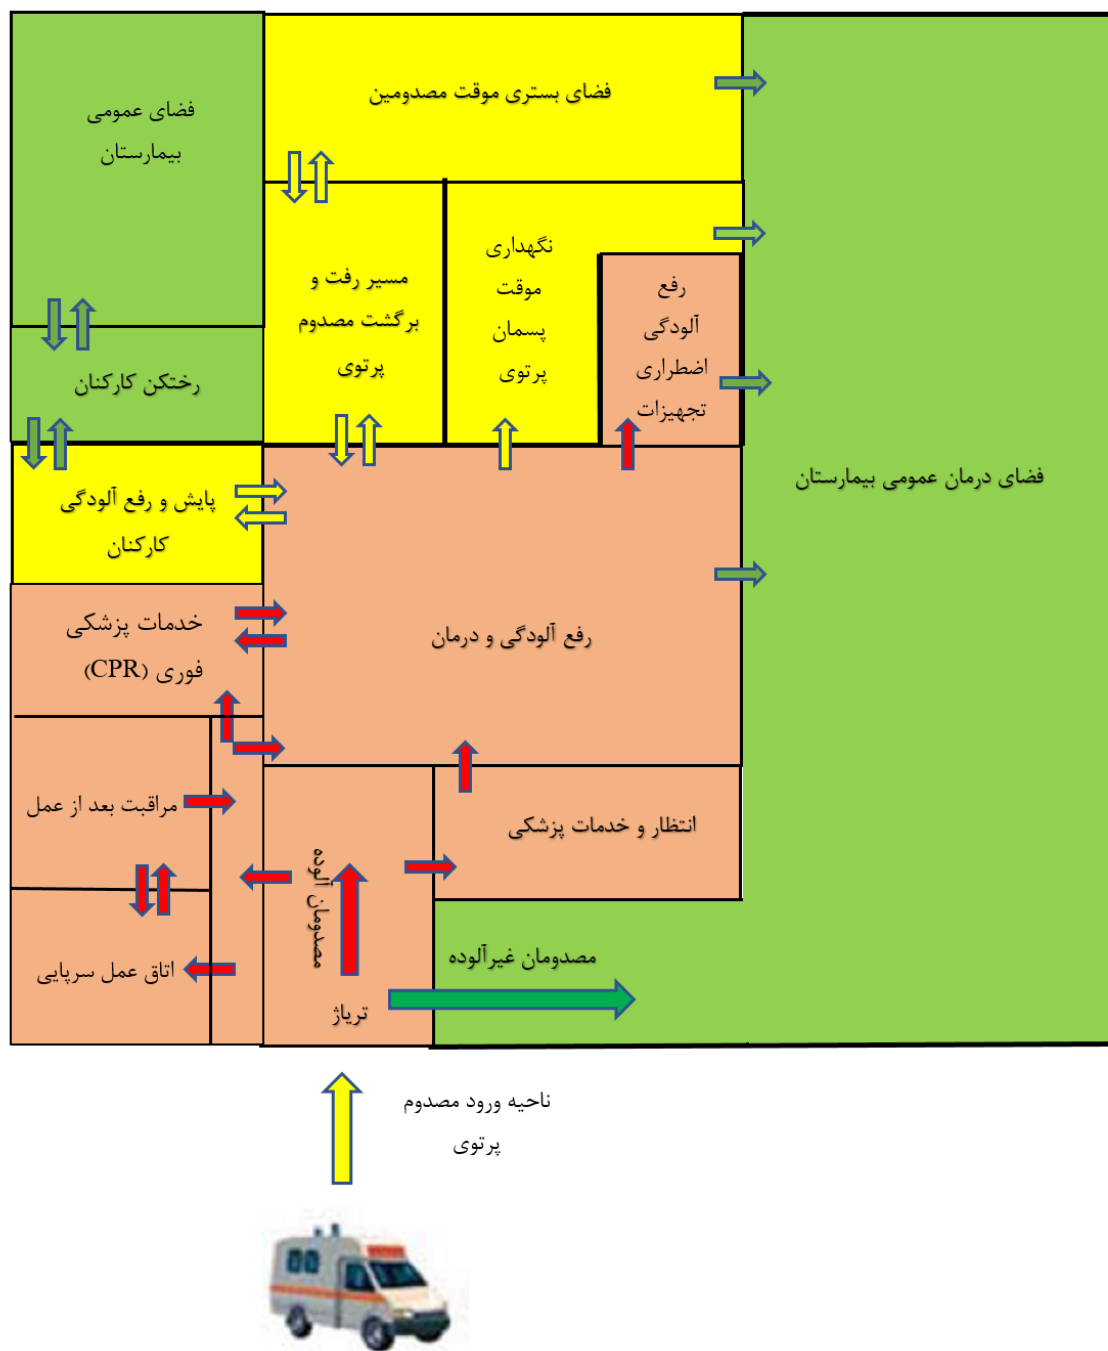 فضای عمومی
بیمارستان
فضای بستری موقت مصدومین
مسیر رفت و
برگشت مصدوم
پرتوی
نگهداری
موقت
پسمان
پرتوی
رفع
آلودگی
اضطراری
تجهیزات
رختکن کارکنان
پایش و رفع آلودگی
کارکنان
فضای درمان عمومی بیمارستان
خدمات پزشکی
فوری (CPR)
رفع آلودگی و درمان
مراقبت بعد از عمل
انتظار و خدمات پزشکی
مصدومان آلوده
اتاق عمل سرپایی
مصدومان غیرآلوده
تریاژ
ناحیه ورود مصدوم
پرتوی